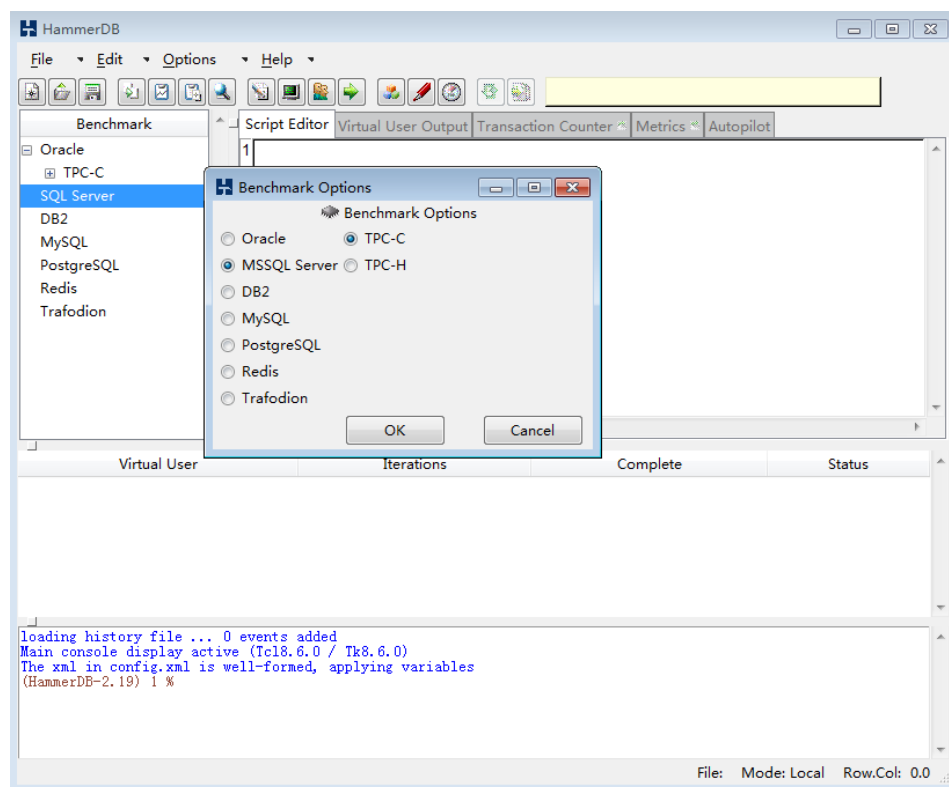 HammerDB
File Edit Options Help
Benchmark
Script Editor Virtual User Output Transaction Counter Metrics Autopilot
Oracle
1
TPC-C
SQL Server
DB2
MySQL
PostgreSQL
Redis
Trafodion
Benchmark Options
Benchmark Options
Oracle TPC-C
MSSQL Server TPC-H
DB2
MySQL
PostgreSQL
Redis
Trafodion
OK Cancel
Virtual User Iterations Complete Status
loading history file ... 0 events added
Main console display active (Tcl8.6.0 / Tk8.6.0)
The xml in config.xml is well-formed, applying variables
(HammerDB-2.19) 1 %
File: Mode: Local Row.Col: 0.0